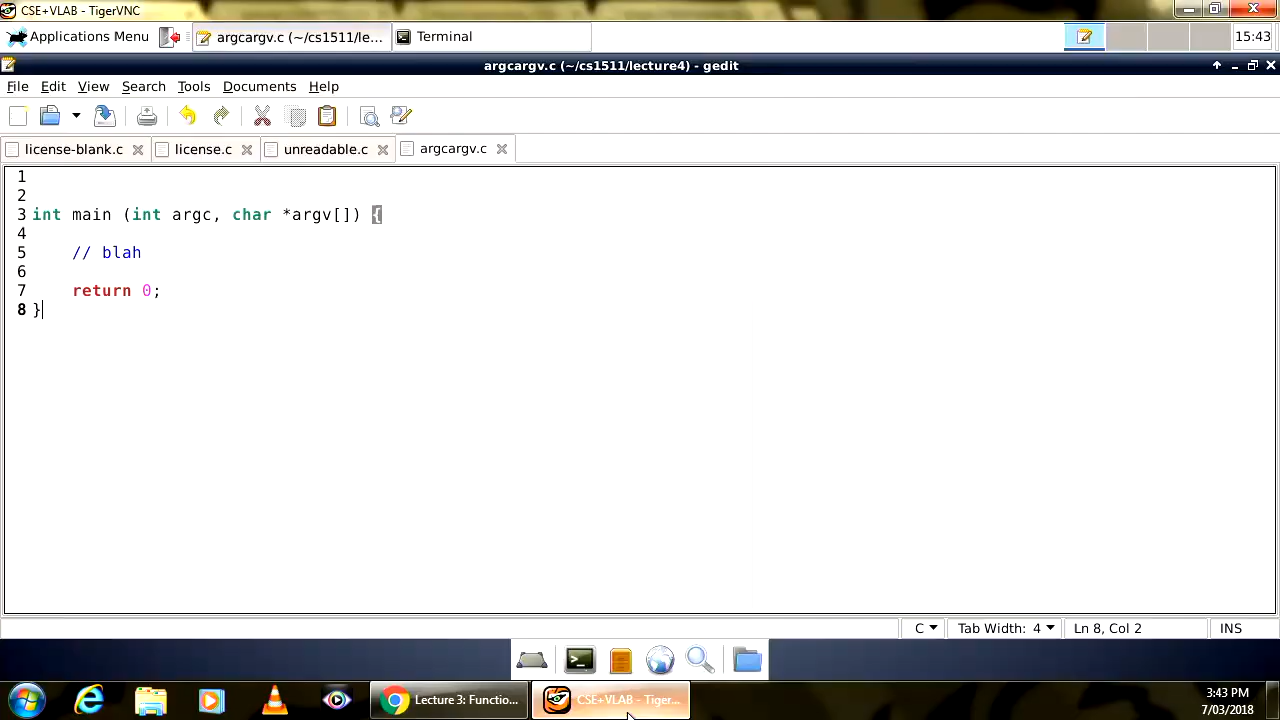 CSE+VLAB - TigerVNC
Applications Menu argcargv.c (~/cs1511/le... Terminal 15:43
argcargv.c (~/cs1511/lecture4) - gedit
File Edit View Search Tools Documents Help
license-blank.c license.c unreadable.c argcargv.c
1
2
3 int main (int argc, char *argv[]) {
4
5 // blah
6
7 return 0;
8 }
C Tab Width: 4 Ln 8, Col 2 INS
Lecture 3: Functio... CSE+VLAB - Tiger... 3:43 PM
7/03/2018